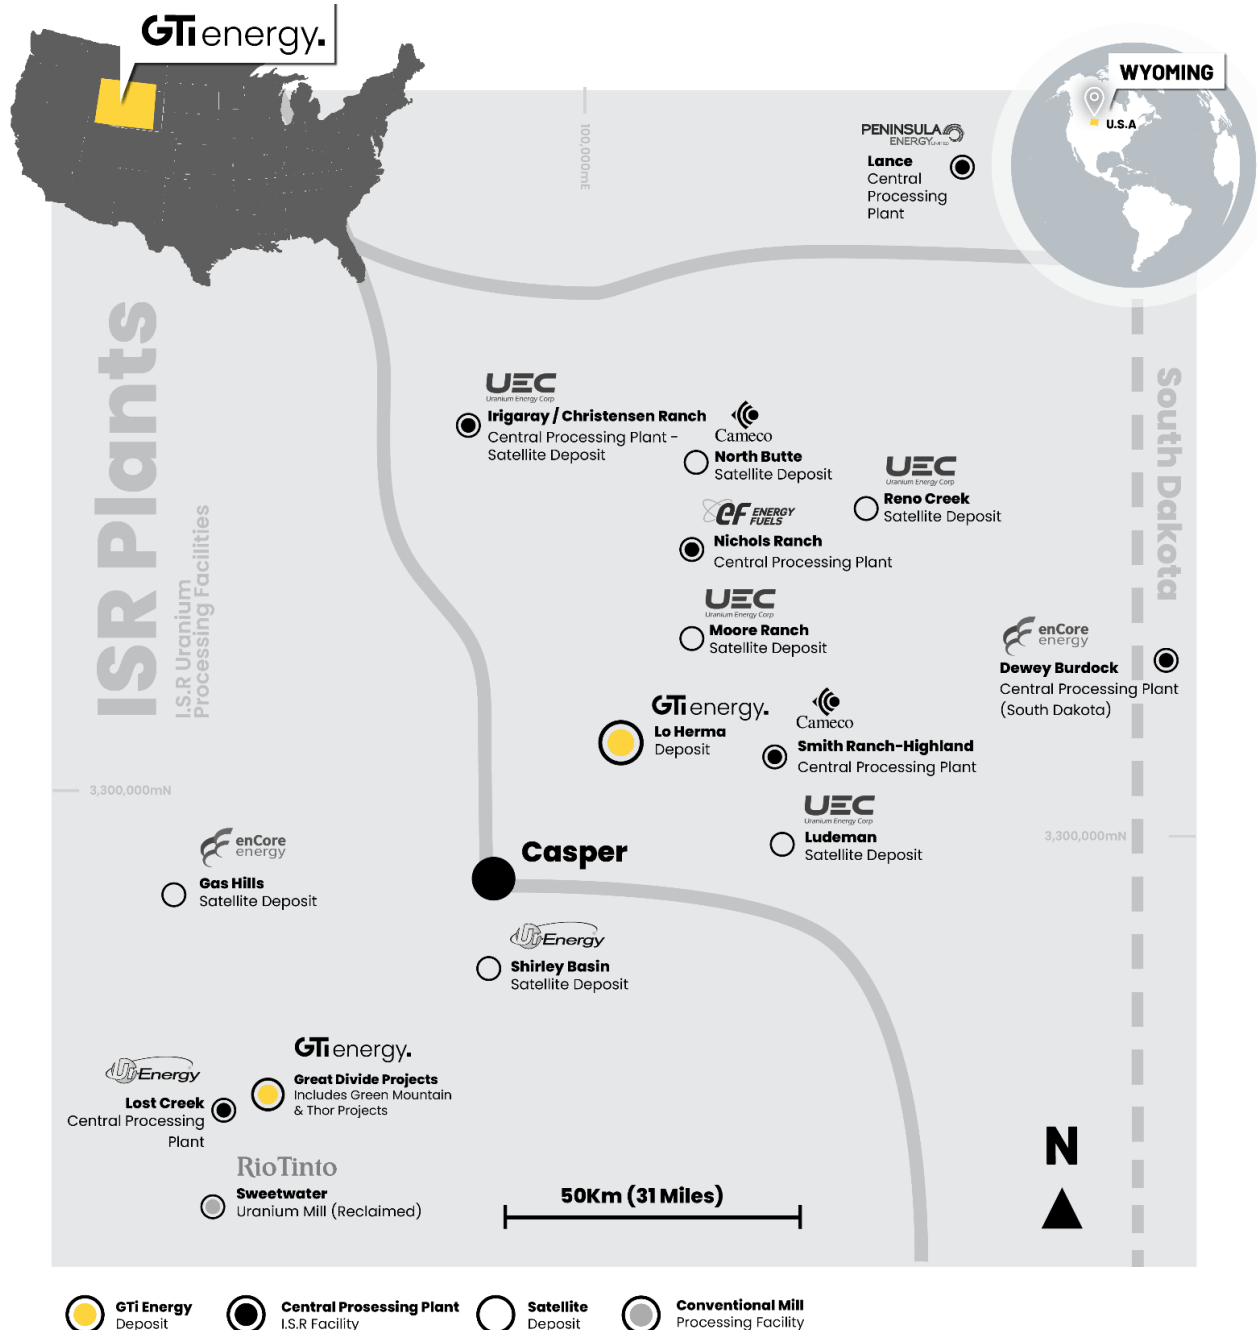 GTi energy.
WYOMING
U.S.A
100,000mE
PENINSULA
ENERGY LIMITED
Lance
Central
Processing
Plant
ISR Plants
I.S.R Uranium
Processing Facilities
South Dakota
UEC
Uranium Energy Corp
Irigaray / Christensen Ranch
Central Processing Plant -
Satellite Deposit
Cameco
North Butte
Satellite Deposit
UEC
Uranium Energy Corp
Reno Creek
Satellite Deposit
eF ENERGY
FUELS
Nichols Ranch
Central Processing Plant
UEC
Uranium Energy Corp
Moore Ranch
Satellite Deposit
enCore
energy
Dewey Burdock
Central Processing Plant
(South Dakota)
GTi energy.
Lo Herma
Deposit
Cameco
Smith Ranch-Highland
Central Processing Plant
3,300,000mN
UEC
Uranium Energy Corp
Ludeman
Satellite Deposit
3,300,000mN
enCore
energy
Gas Hills
Satellite Deposit
Casper
Ur Energy
Shirley Basin
Satellite Deposit
GTi energy.
Great Divide Projects
Includes Green Mountain
& Thor Projects
Ur Energy
Lost Creek
Central Processing
Plant
RioTinto
Sweetwater
Uranium Mill (Reclaimed)
50Km (31 Miles)
N
GTi Energy
Deposit
Central Prosessing Plant
I.S.R Facility
Satellite
Deposit
Conventional Mill
Processing Facility